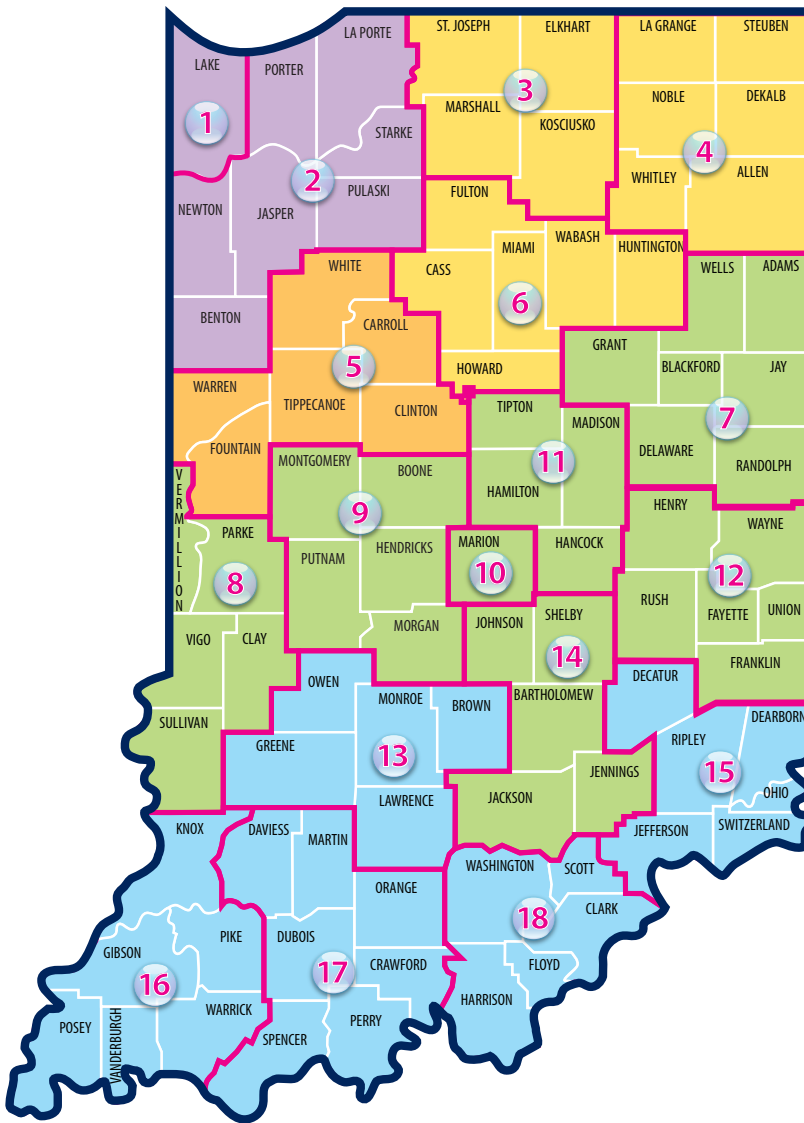 LA PORTE
ST. JOSEPH
ELKHART
LA GRANGE
STEUBEN
LAKE
PORTER
3
NOBLE
DEKALB
1
MARSHALL
KOSCIUSKO
STARKE
4
2
PULASKI
WHITLEY
ALLEN
NEWTON
JASPER
FULTON
WABASH
MIAMI
HUNTINGTON
WHITE
CASS
WELLS
ADAMS
6
BENTON
CARROLL
GRANT
5
HOWARD
BLACKFORD
JAY
WARREN
TIPPECANOE
CLINTON
TIPTON
MADISON
7
FOUNTAIN
DELAWARE
MONTGOMERY
BOONE
11
RANDOLPH
VERMILLION
HAMILTON
HENRY
9
WAYNE
PARKE
PUTNAM
HENDRICKS
MARION
HANCOCK
8
10
12
RUSH
FAYETTE
UNION
VIGO
CLAY
MORGAN
JOHNSON
SHELBY
14
FRANKLIN
OWEN
DECATUR
SULLIVAN
MONROE
BROWN
BARTHOLOMEW
DEARBORN
GREENE
RIPLEY
13
JENNINGS
15
LAWRENCE
JACKSON
OHIO
KNOX
DAVIESS
MARTIN
JEFFERSON
SWITZERLAND
WASHINGTON
SCOTT
ORANGE
CLARK
18
PIKE
DUBOIS
GIBSON
CRAWFORD
FLOYD
16
17
HARRISON
POSEY
VANDERBURGH
WARRICK
PERRY
SPENCER